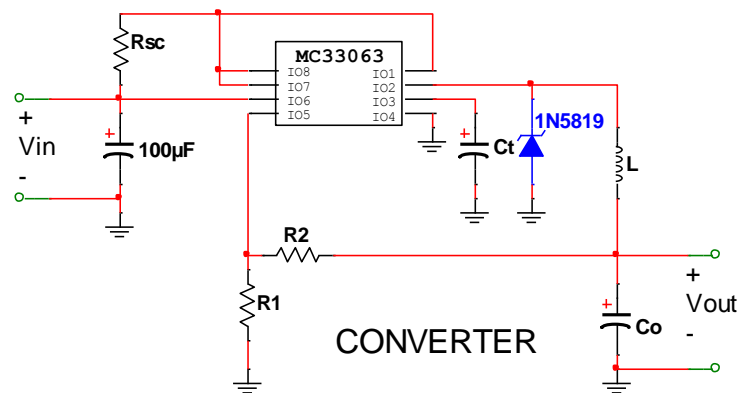 Rsc
MC33063
IO8
IO7
IO6
IO5
IO1
IO2
IO3
IO4
+
Vin
-
+
100µF
+
Ct
1N5819
L
R2
R1
+
Vout
-
+
Co
CONVERTER